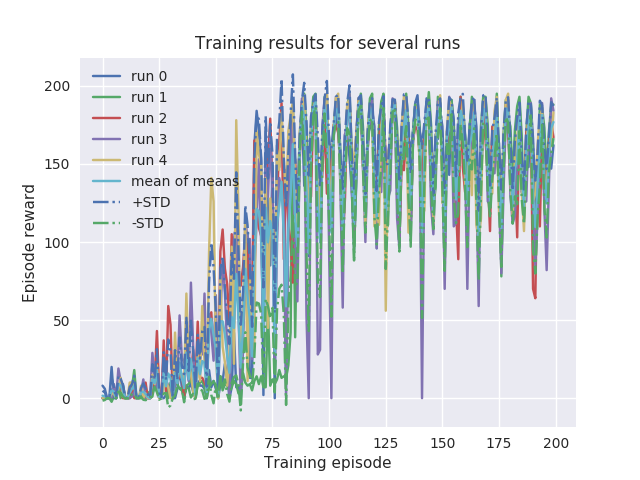 Training results for several runs
run 0
run 1
run 2
run 3
run 4
mean of means
+STD
-STD
200
150
100
50
0
Episode reward
0 25 50 75 100 125 150 175 200
Training episode